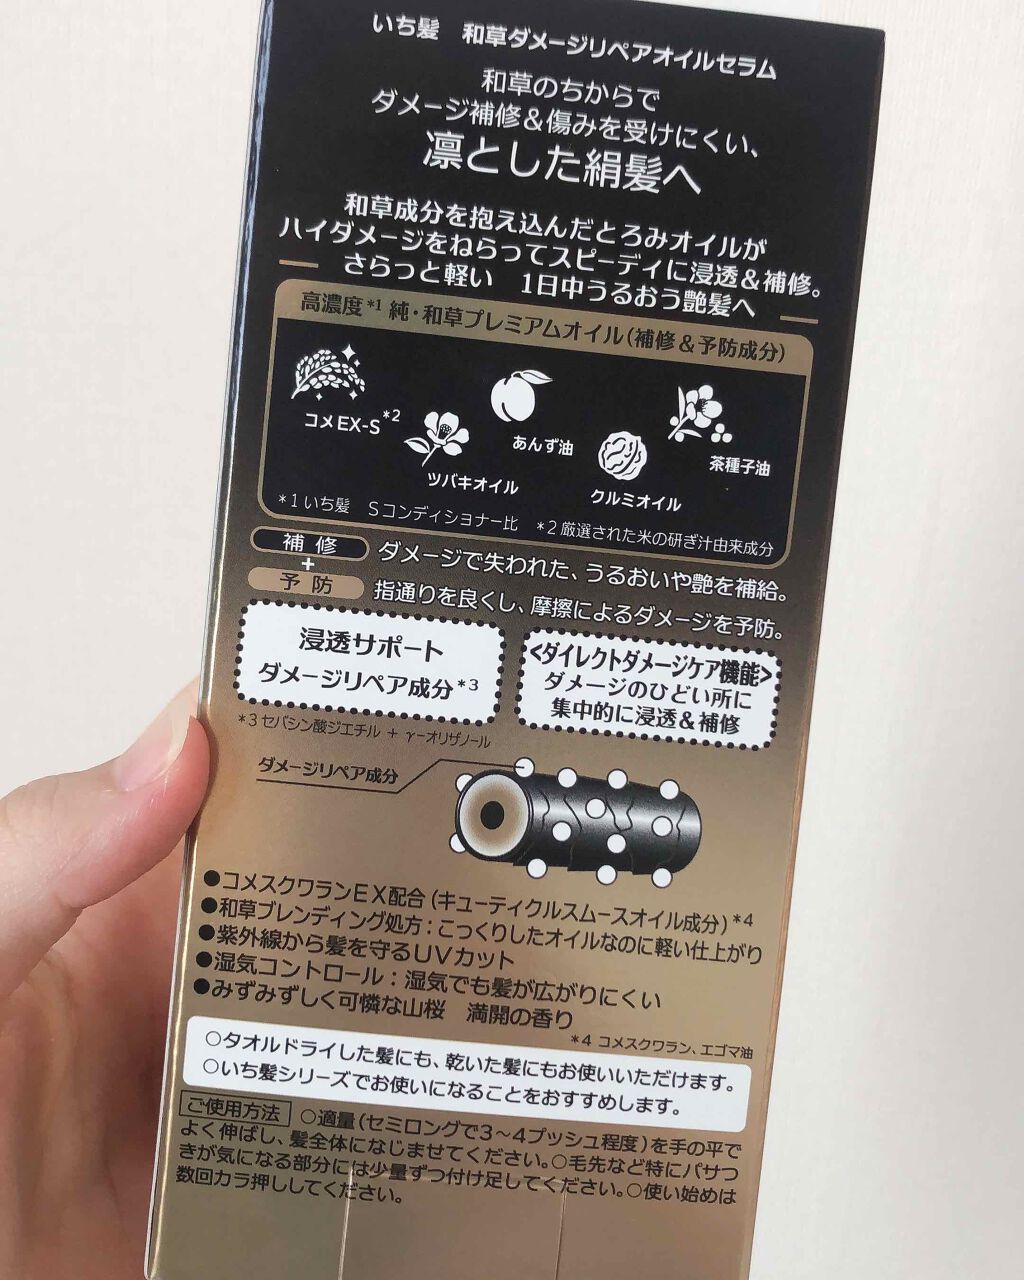 いち髪　和草ダメージリペアオイルセラム
和草のちからで
ダメージ補修＆傷みを受けにくい、
凛とした絹髪へ
和草成分を抱え込んだとろみオイルが
ハイダメージをねらってスピーディに浸透＆補修。
さらっと軽い　1日中うるおう艶髪へ
高濃度*1 純・和草プレミアムオイル(補修＆予防成分)
コメEX-S*2
ツバキオイル
あんず油
クルミオイル
茶種子油
*1 いち髪　Sコンディショナー比　*2 厳選された米の研ぎ汁由来成分
補修 ダメージで失われた、うるおいや艶を補給。
+
予防 指通りを良くし、摩擦によるダメージを予防。
浸透サポート
ダメージリペア成分*3
<ダイレクトダメージケア機能>
ダメージのひどい所に
集中的に浸透＆補修
*3 セバシン酸ジエチル + γ-オリザノール
ダメージリペア成分
●コメスクワランEX配合(キューティクルスムースオイル成分)*4
●和草ブレンディング処方：こっくりしたオイルなのに軽い仕上がり
●紫外線から髪を守るUVカット
●湿気コントロール：湿気でも髪が広がりにくい
●みずみずしく可憐な山桜　満開の香り
*4 コメスクワラン、エゴマ油
○タオルドライした髪にも、乾いた髪にもお使いいただけます。
○いち髪シリーズでお使いになることをおすすめします。
ご使用方法 ○適量(セミロングで3〜4プッシュ程度)を手の平で
よく伸ばし、髪全体になじませてください。○毛先など特にパサつ
きが気になる部分には少量ずつ付け足してください。○使い始めは
数回カラ押ししてください。